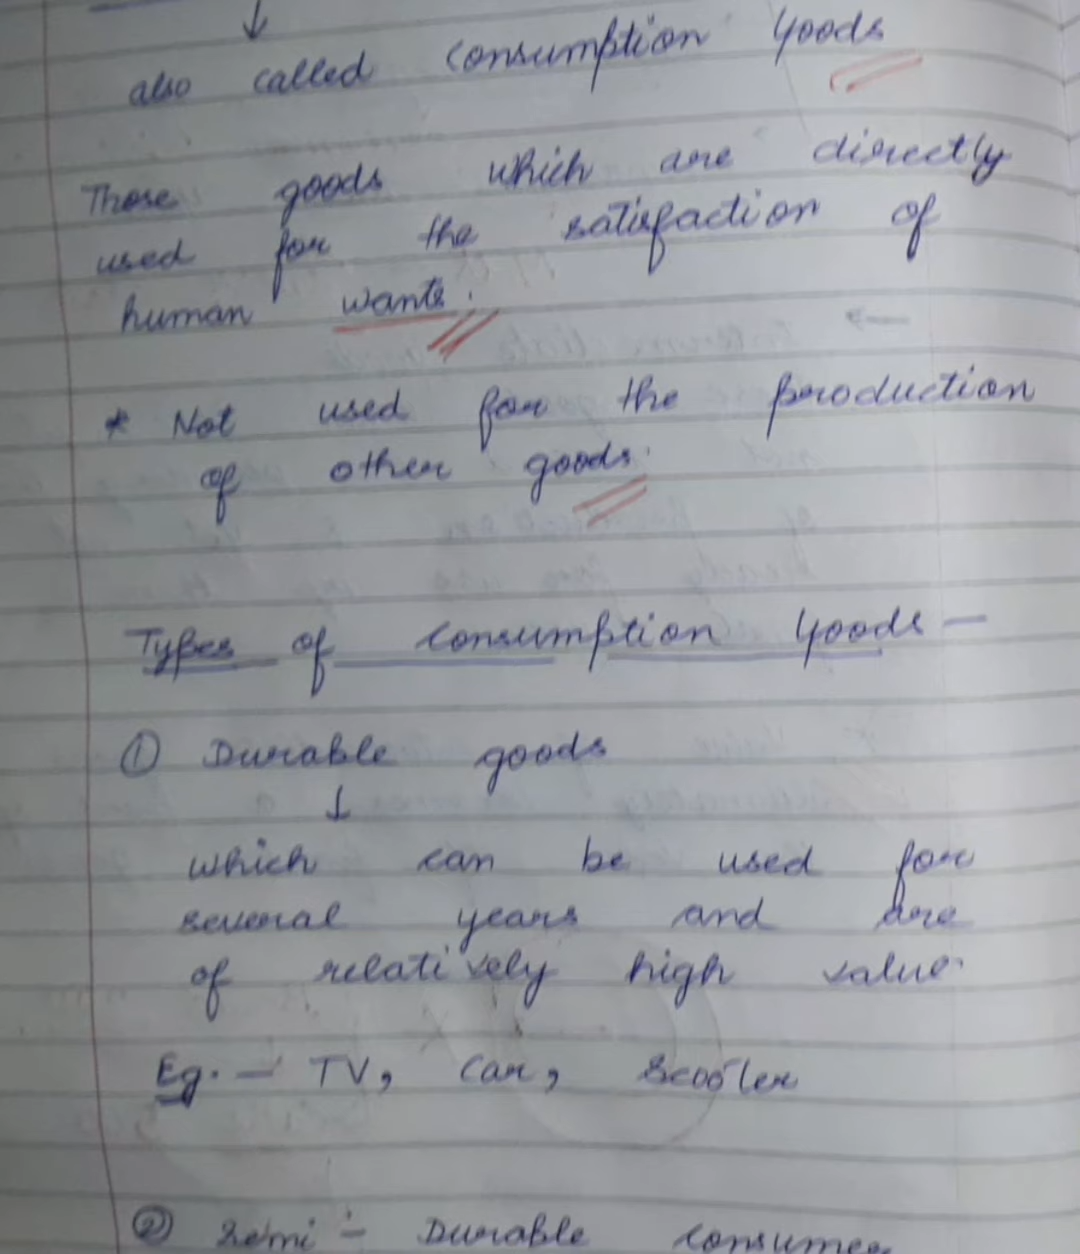 ↓
also called consumption goods
Those goods which are directly
used for the satisfaction of
human wants.
* Not used for the production
of other goods.
Types of consumption goods —
① Durable goods
↓
which can be used for
several years and are
of relatively high value.
Eg. — TV, Car, Scooter
② Semi - Durable consumer